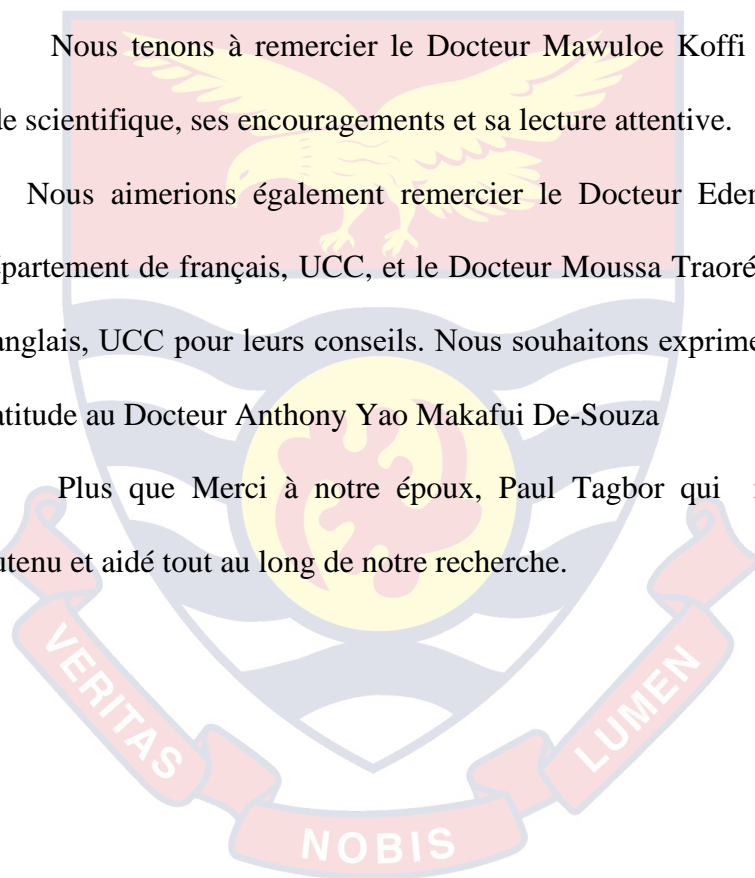 Nous tenons à remercier le Docteur Mawuloe Koffi
de scientifique, ses encouragements et sa lecture attentive.
Nous aimerions également remercier le Docteur Eden
épartement de français, UCC, et le Docteur Moussa Traoré
anglais, UCC pour leurs conseils. Nous souhaitons exprime
atitude au Docteur Anthony Yao Makafui De-Souza
Plus que Merci à notre époux, Paul Tagbor qui
utenu et aidé tout au long de notre recherche.
VERITAS
NOBIS
LUMEN